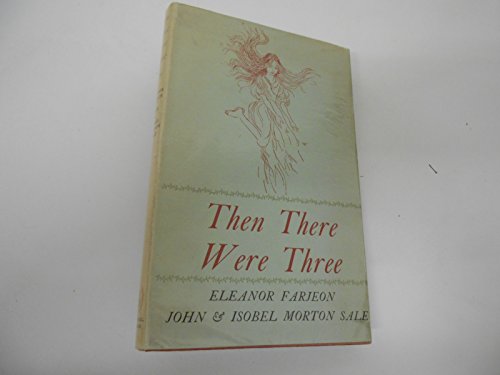 Then There
Were Three
ELEANOR FARJEON
JOHN & ISOBEL MORTON SALE